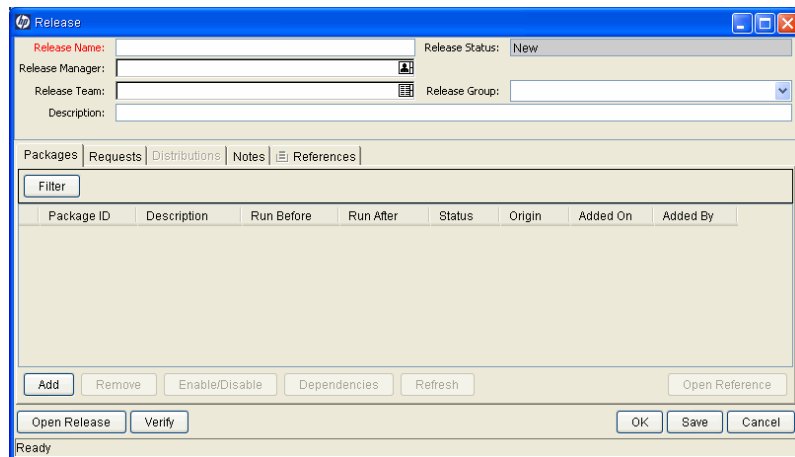 hp Release
Release Name: Release Status: New
Release Manager:
Release Team: Release Group:
Description:
Packages Requests Distributions Notes References
Filter
Package ID Description Run Before Run After Status Origin Added On Added By
Add Remove Enable/Disable Dependencies Refresh Open Reference
Open Release Verify OK Save Cancel
Ready